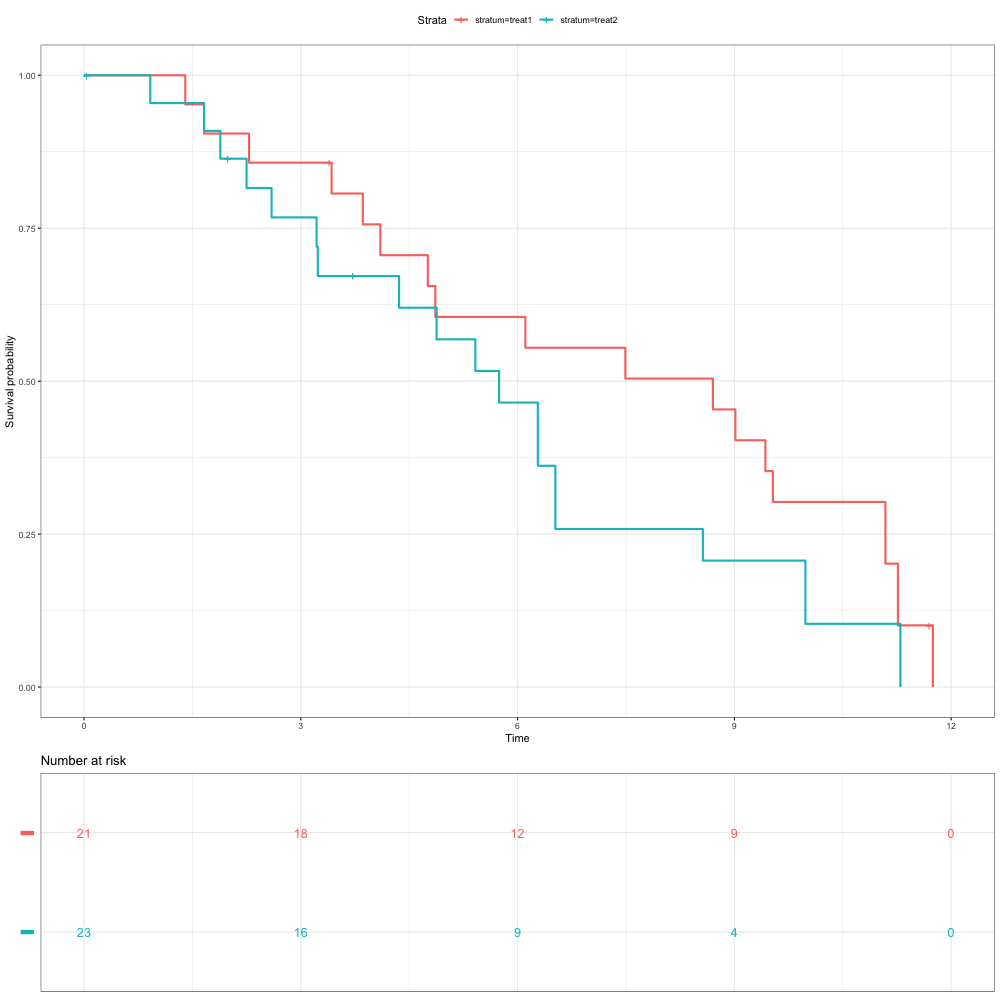 Strata stratum=treat1 stratum=treat2
1.00
0.75
0.50
0.25
0.00
Survival probability
0 3 6 9 12
Time
Number at risk
21 18 12 9 0
23 16 9 4 0